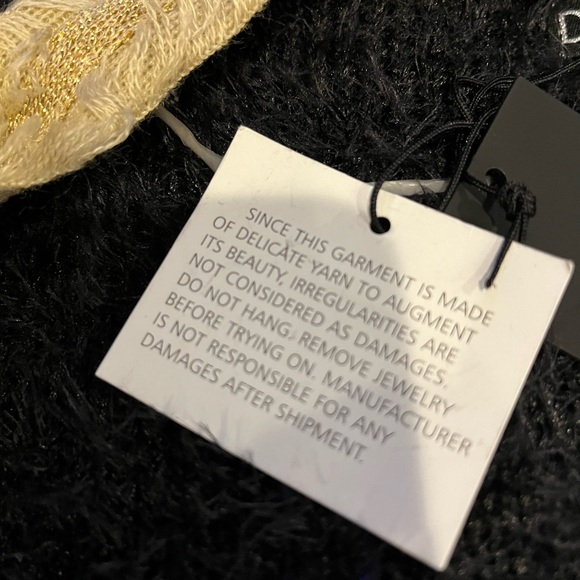 SINCE THIS GARMENT IS MADE
OF DELICATE YARN TO AUGMENT
ITS BEAUTY, IRREGULARITIES ARE
NOT CONSIDERED AS DAMAGES.
DO NOT HANG. REMOVE JEWELRY
BEFORE TRYING ON. MANUFACTURER
IS NOT RESPONSIBLE FOR ANY
DAMAGES AFTER SHIPMENT.